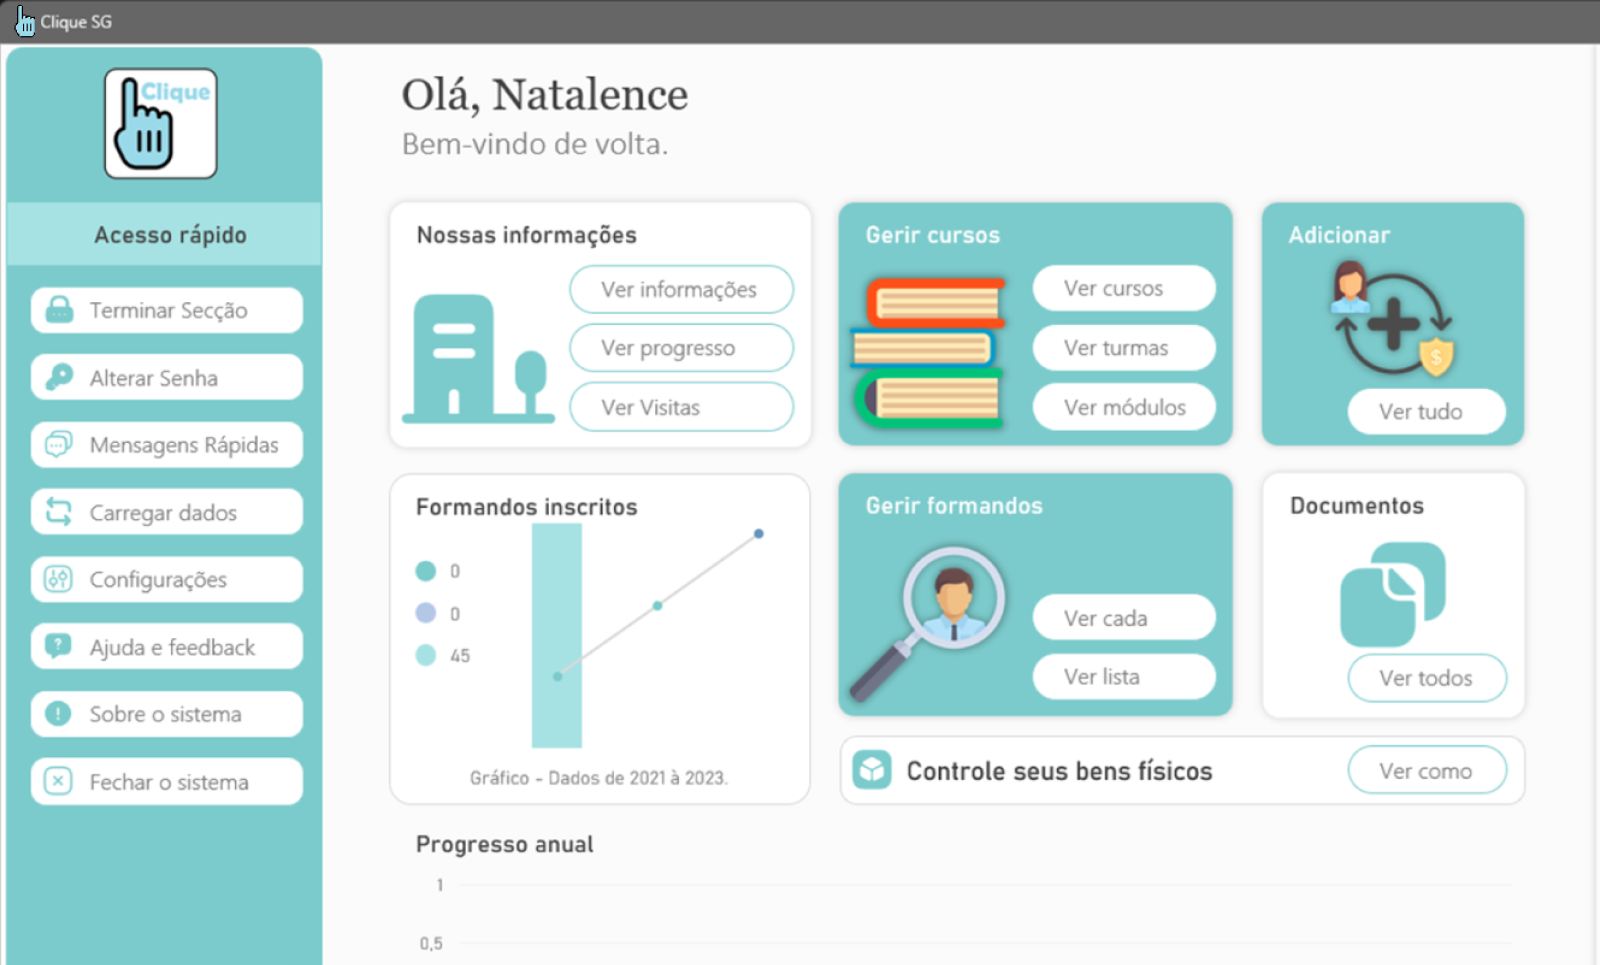 Clique SG
Clique
Acesso rápido
Terminar Secção
Alterar Senha
Mensagens Rápidas
Carregar dados
Configurações
Ajuda e feedback
Sobre o sistema
Fechar o sistema
Olá, Natalence
Bem-vindo de volta.
Nossas informações
Ver informações
Ver progresso
Ver Visitas
Gerir cursos
Ver cursos
Ver turmas
Ver módulos
Adicionar
$
Ver tudo
Formandos inscritos
0
0
45
Gráfico - Dados de 2021 à 2023.
Gerir formandos
Ver cada
Ver lista
Documentos
Ver todos
Controle seus bens físicos
Ver como
Progresso anual
1
0,5